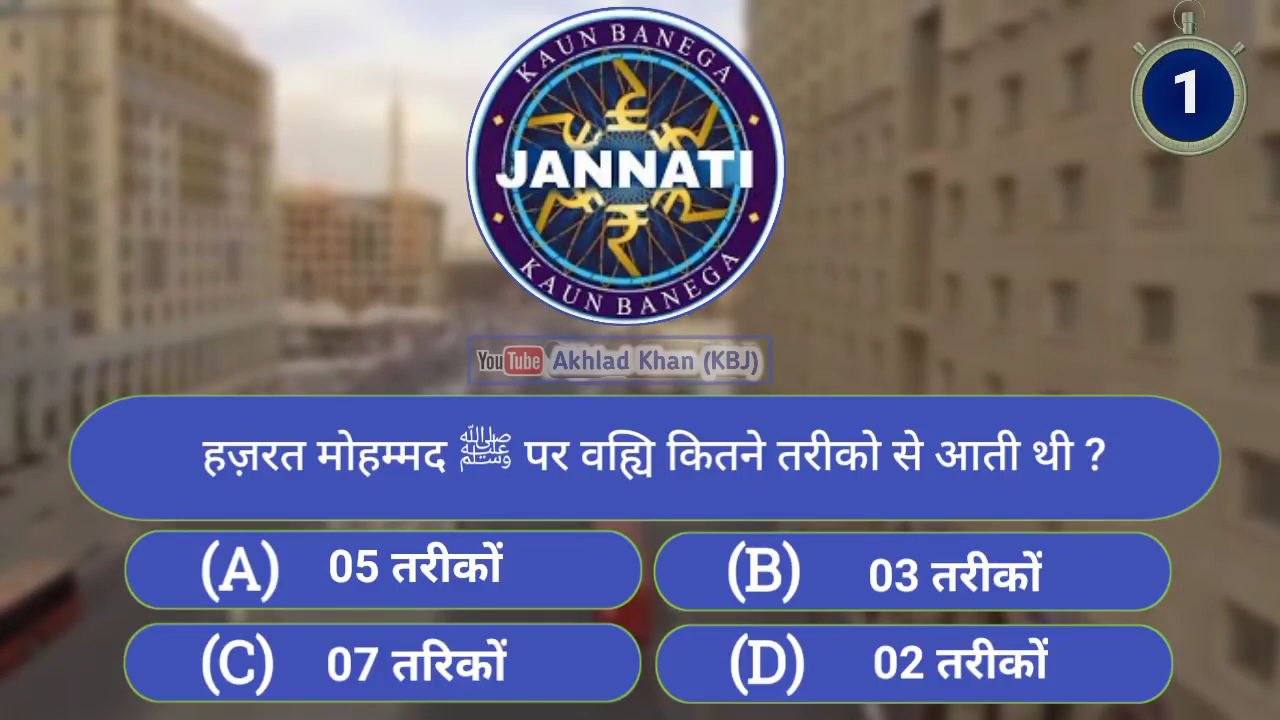 KAUN BANEGA
JANNATI
KAUN BANEGA
1
YouTube Akhlad Khan (KBJ)
हज़रत मोहम्मद ﷺ पर वह्यि कितने तरीको से आती थी ?
(A) 05 तरीकों
(B) 03 तरीकों
(C) 07 तरिकों
(D) 02 तरीकों